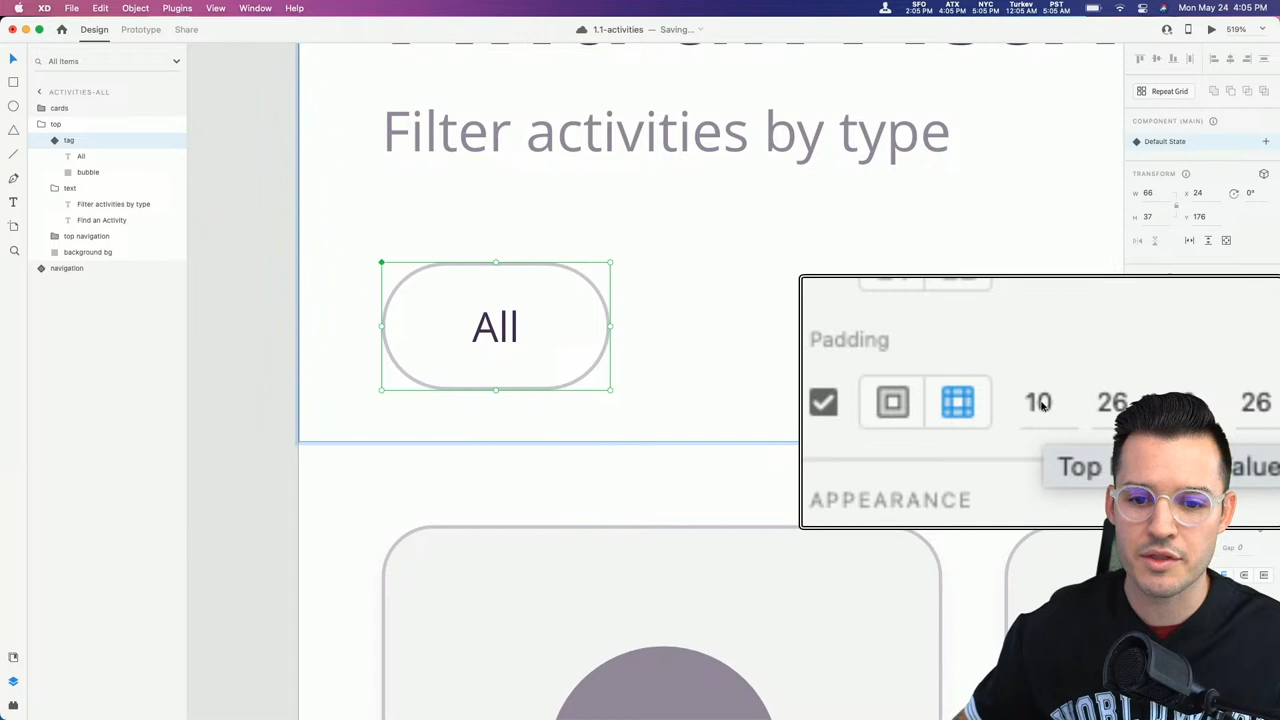 XD File Edit Object Plugins View Window Help
SFO ATX NYC Turkey PST
2:05 PM 4:05 PM 5:05 PM 12:05 AM 5:05 AM
Mon May 24 4:05 PM
Design Prototype Share
1.1-activities — Saving...
519%
All Items
ACTIVITIES-ALL
cards
top
tag
All
bubble
text
Filter activities by type
Find an Activity
top navigation
background bg
navigation
Filter activities by type
All
Repeat Grid
COMPONENT (MAIN)
Default State
TRANSFORM
W 66 X 24 0°
H 37 Y 176
Padding
10 26 26
Top
APPEARANCE
Gap 0
WORLD